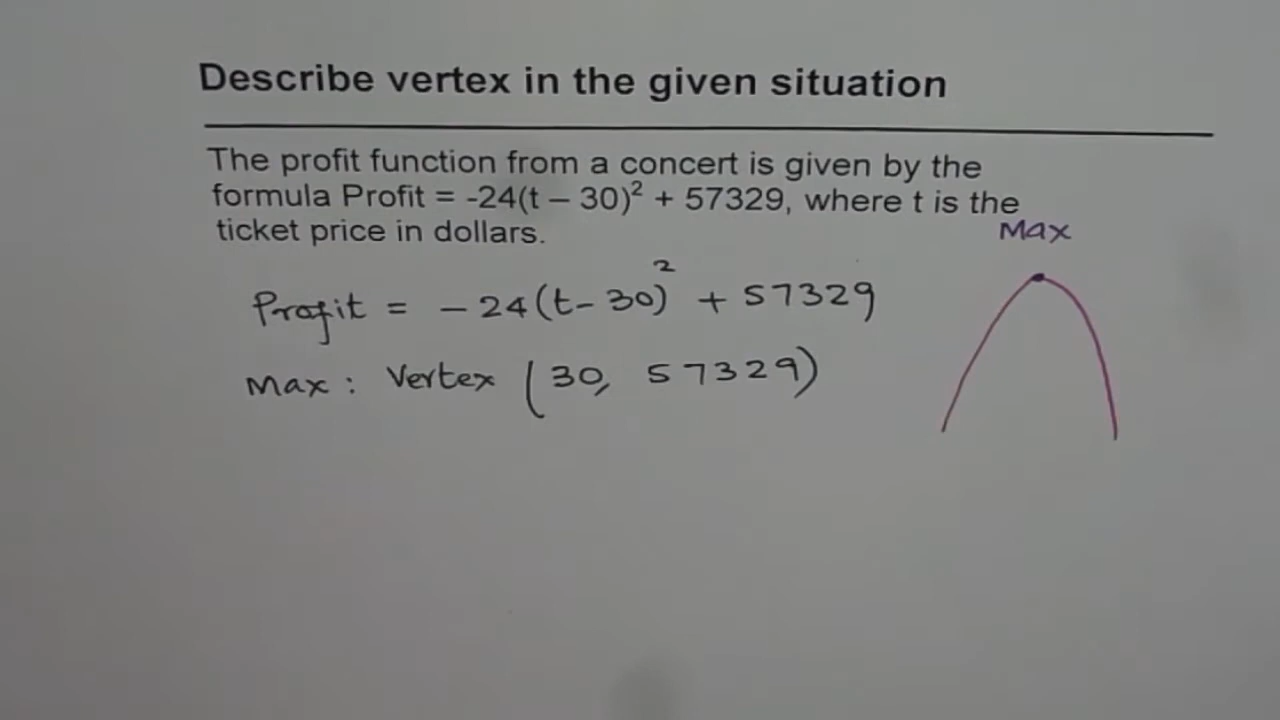 Describe vertex in the given situation
The profit function from a concert is given by the
formula Profit = -24(t – 30)² + 57329, where t is the
ticket price in dollars.
Max
Profit = – 24(t – 30)² + 57329
Max : Vertex (30, 57329)